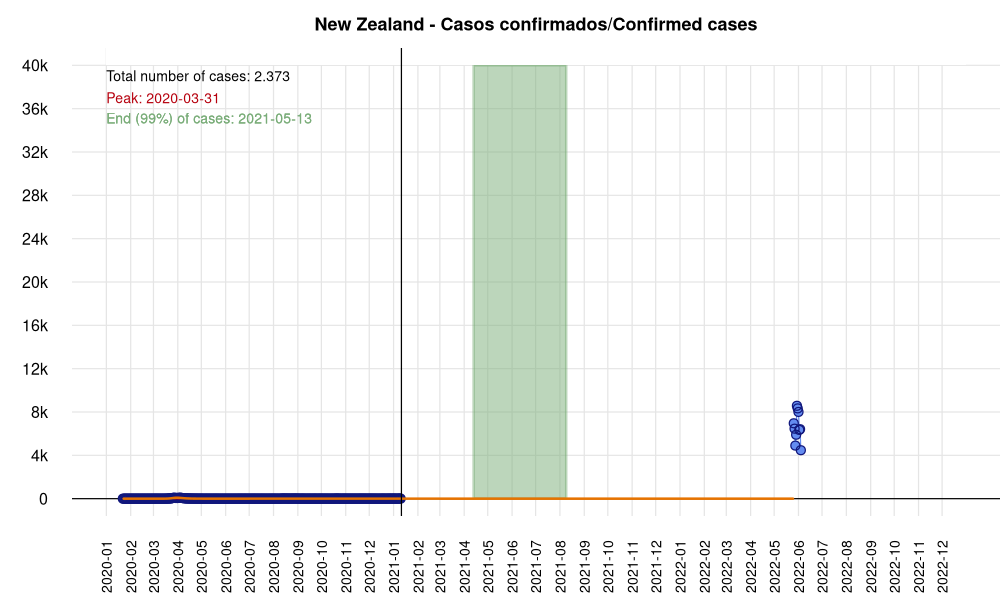 New Zealand - Casos confirmados/Confirmed cases
40k
36k
32k
28k
24k
20k
16k
12k
8k
4k
0
Total number of cases: 2.373
Peak: 2020-03-31
End (99%) of cases: 2021-05-13
2020-01
2020-02
2020-03
2020-04
2020-05
2020-06
2020-07
2020-08
2020-09
2020-10
2020-11
2020-12
2021-01
2021-02
2021-03
2021-04
2021-05
2021-06
2021-07
2021-08
2021-09
2021-10
2021-11
2021-12
2022-01
2022-02
2022-03
2022-04
2022-05
2022-06
2022-07
2022-08
2022-09
2022-10
2022-11
2022-12